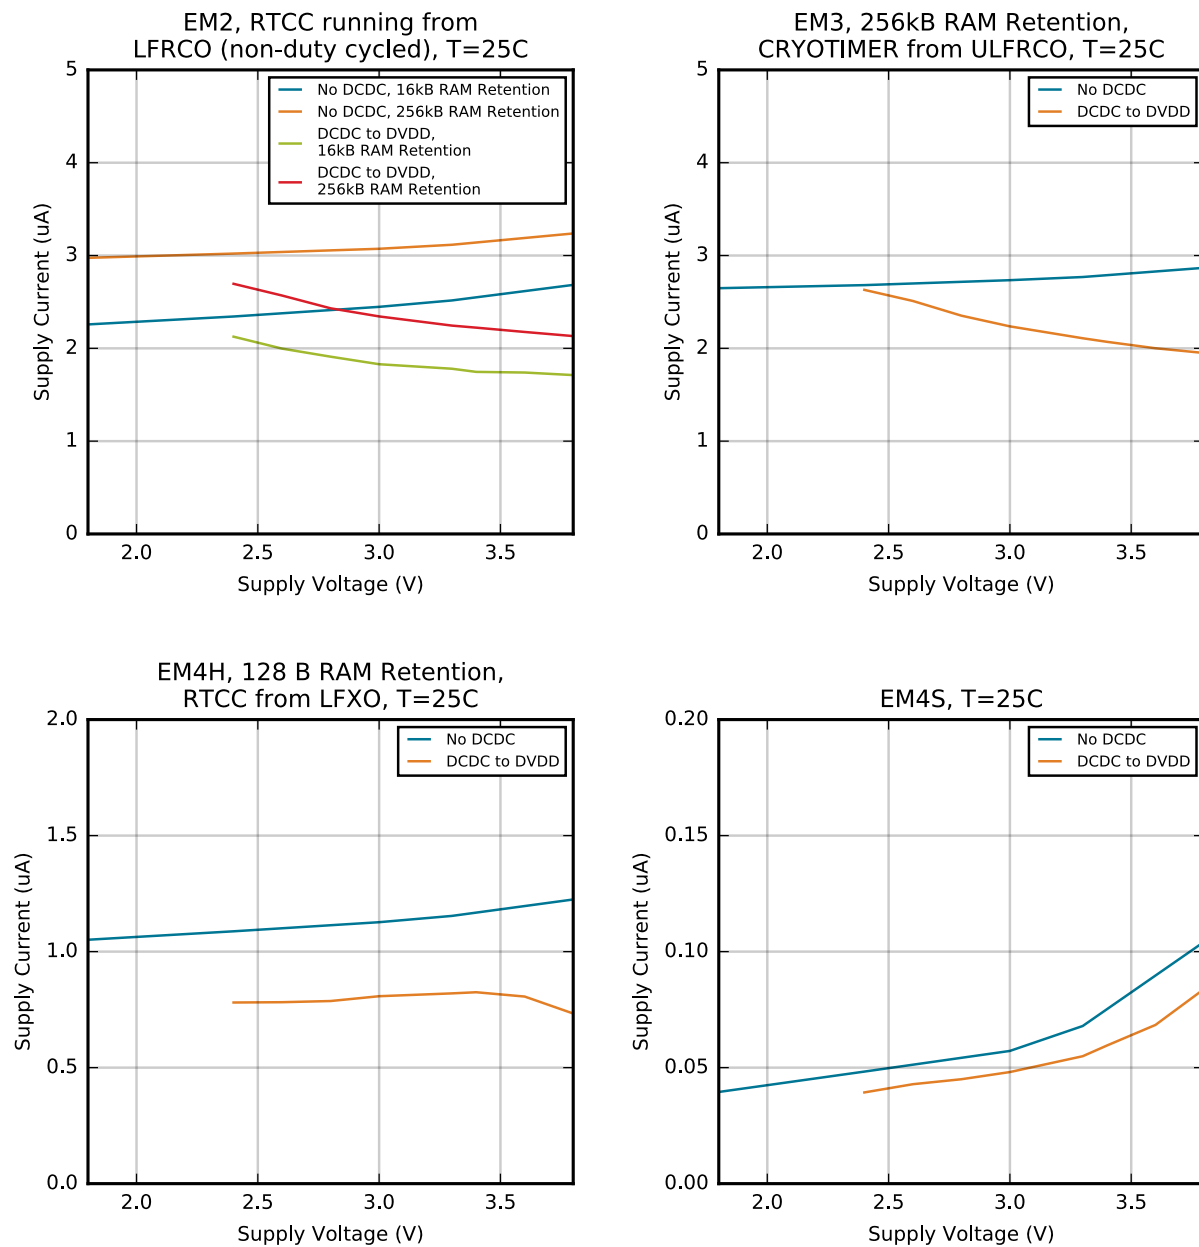 EM2, RTCC running from
LFRCO (non-duty cycled), T=25C
5
4
3
2
1
0
Supply Current (uA)
No DCDC, 16kB RAM Retention
No DCDC, 256kB RAM Retention
DCDC to DVDD,
16kB RAM Retention
DCDC to DVDD,
256kB RAM Retention
2.0 2.5 3.0 3.5
Supply Voltage (V)
EM3, 256kB RAM Retention,
CRYOTIMER from ULFRCO, T=25C
5
4
3
2
1
0
Supply Current (uA)
No DCDC
DCDC to DVDD
2.0 2.5 3.0 3.5
Supply Voltage (V)
EM4H, 128 B RAM Retention,
RTCC from LFXO, T=25C
2.0
1.5
1.0
0.5
0.0
Supply Current (uA)
No DCDC
DCDC to DVDD
2.0 2.5 3.0 3.5
Supply Voltage (V)
EM4S, T=25C
0.20
0.15
0.10
0.05
0.00
Supply Current (uA)
No DCDC
DCDC to DVDD
2.0 2.5 3.0 3.5
Supply Voltage (V)